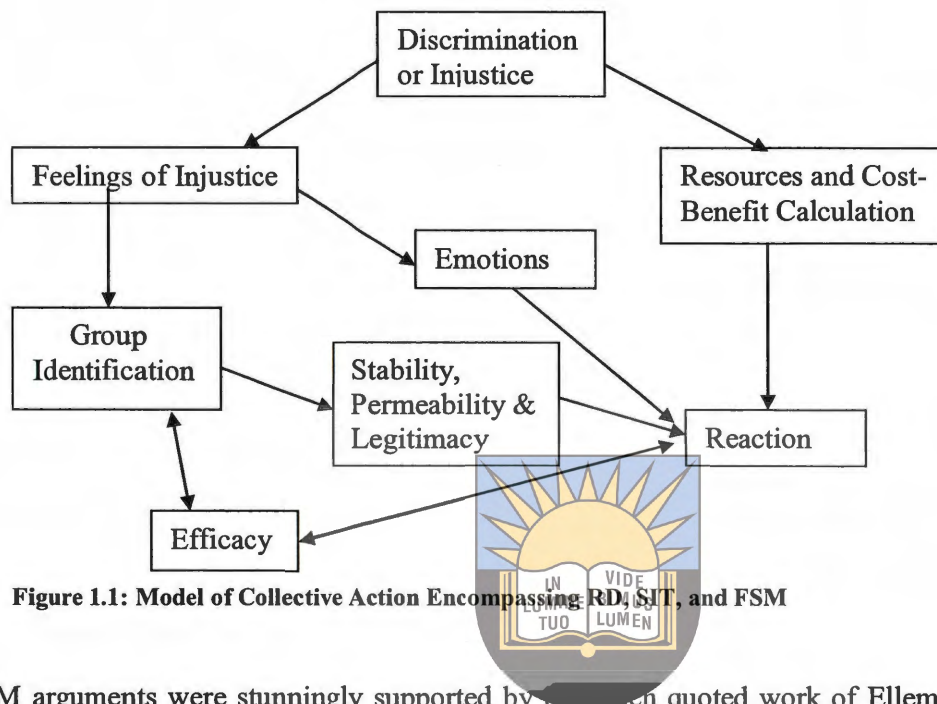 Discrimination
or Injustice
Feelings of Injustice
Resources and Cost-
Benefit Calculation
Emotions
Group
Identification
Stability,
Permeability &
Legitimacy
Reaction
Efficacy
IN
VIDE
TUO
LUMEN
Figure 1.1: Model of Collective Action Encompassing RD, SIT, and FSM
M arguments were stunningly supported by quoted work of Ellem